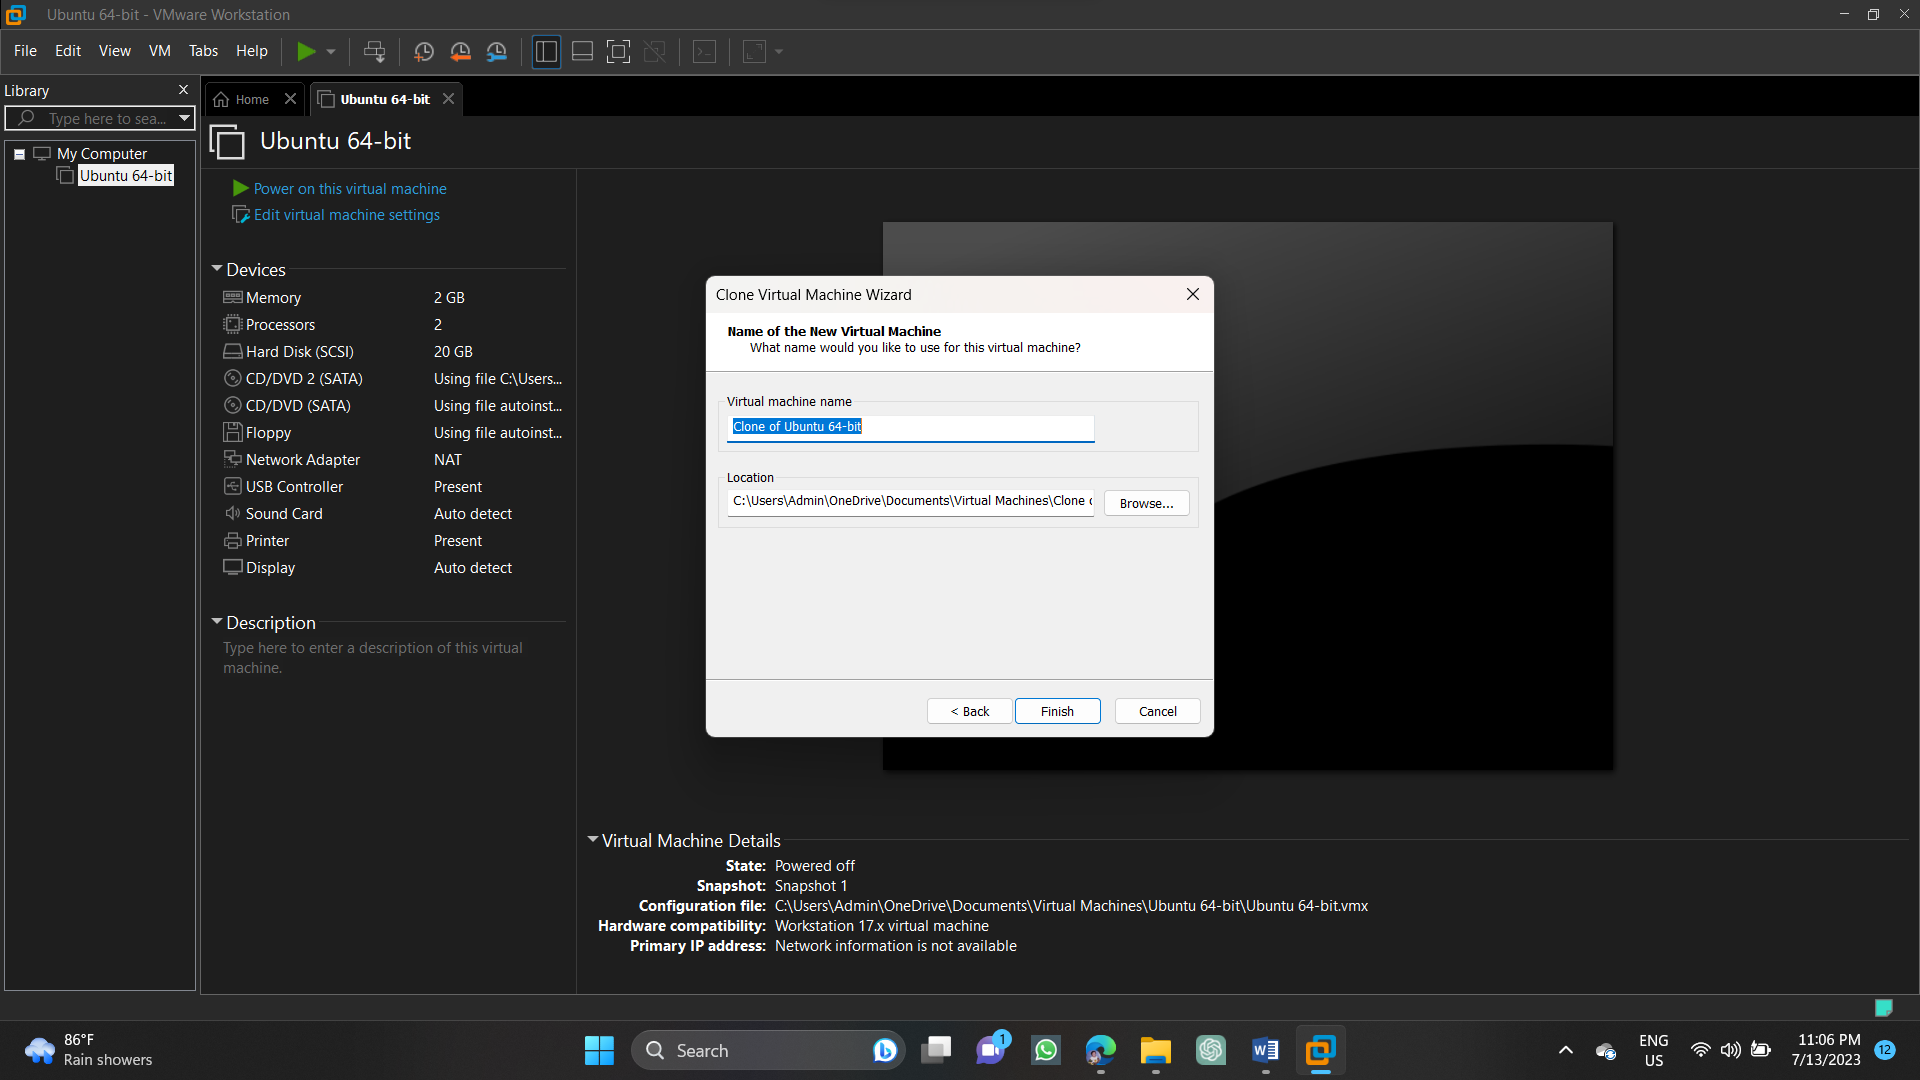 Ubuntu 64-bit - VMware Workstation
File Edit View VM Tabs Help
Library
Type here to sea...
My Computer
Ubuntu 64-bit
Home
Ubuntu 64-bit
Ubuntu 64-bit
Power on this virtual machine
Edit virtual machine settings
Devices
Memory 2 GB
Processors 2
Hard Disk (SCSI) 20 GB
CD/DVD 2 (SATA) Using file C:\Users...
CD/DVD (SATA) Using file autoinst...
Floppy Using file autoinst...
Network Adapter NAT
USB Controller Present
Sound Card Auto detect
Printer Present
Display Auto detect
Description
Type here to enter a description of this virtual
machine.
Clone Virtual Machine Wizard
Name of the New Virtual Machine
What name would you like to use for this virtual machine?
Virtual machine name
Clone of Ubuntu 64-bit
Location
C:\Users\Admin\OneDrive\Documents\Virtual Machines\Clone
Browse...
< Back Finish Cancel
Virtual Machine Details
State: Powered off
Snapshot: Snapshot 1
Configuration file: C:\Users\Admin\OneDrive\Documents\Virtual Machines\Ubuntu 64-bit\Ubuntu 64-bit.vmx
Hardware compatibility: Workstation 17.x virtual machine
Primary IP address: Network information is not available
86°F
Rain showers
Search
1
ENG
US
11:06 PM
7/13/2023
12